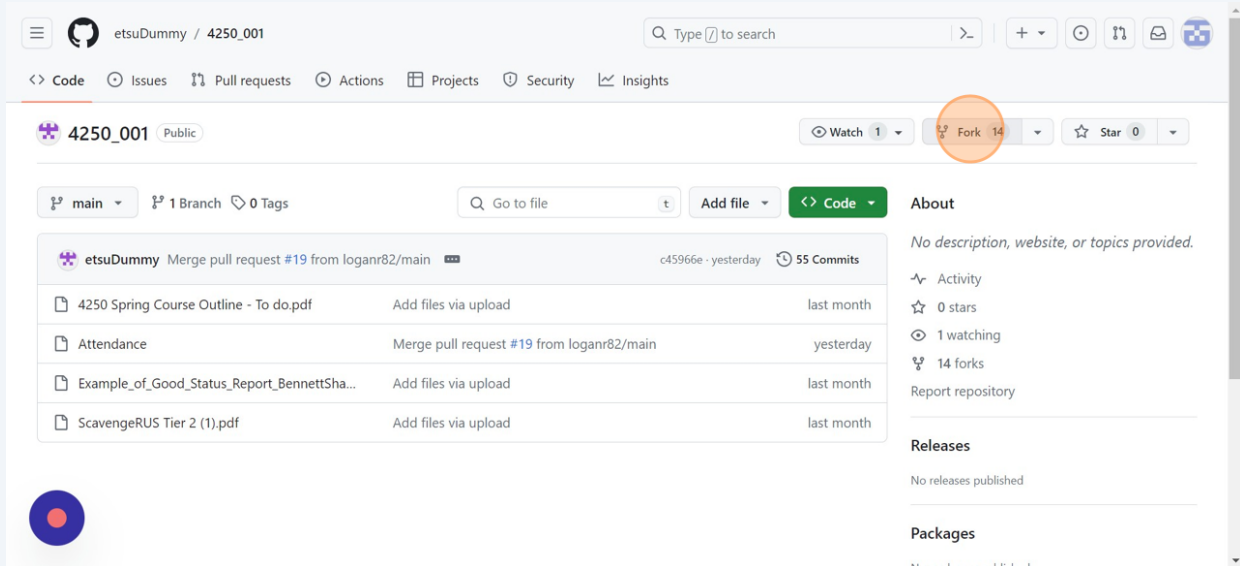 etsuDummy / 4250_001
Type / to search
Code Issues Pull requests Actions Projects Security Insights
4250_001 Public
Watch 1 Fork 14 Star 0
main 1 Branch 0 Tags Go to file t Add file Code
etsuDummy Merge pull request #19 from loganr82/main c45966e · yesterday 55 Commits
4250 Spring Course Outline - To do.pdf Add files via upload last month
Attendance Merge pull request #19 from loganr82/main yesterday
Example_of_Good_Status_Report_BennettSha... Add files via upload last month
ScavengeRUS Tier 2 (1).pdf Add files via upload last month
About
No description, website, or topics provided.
Activity
0 stars
1 watching
14 forks
Report repository
Releases
No releases published
Packages